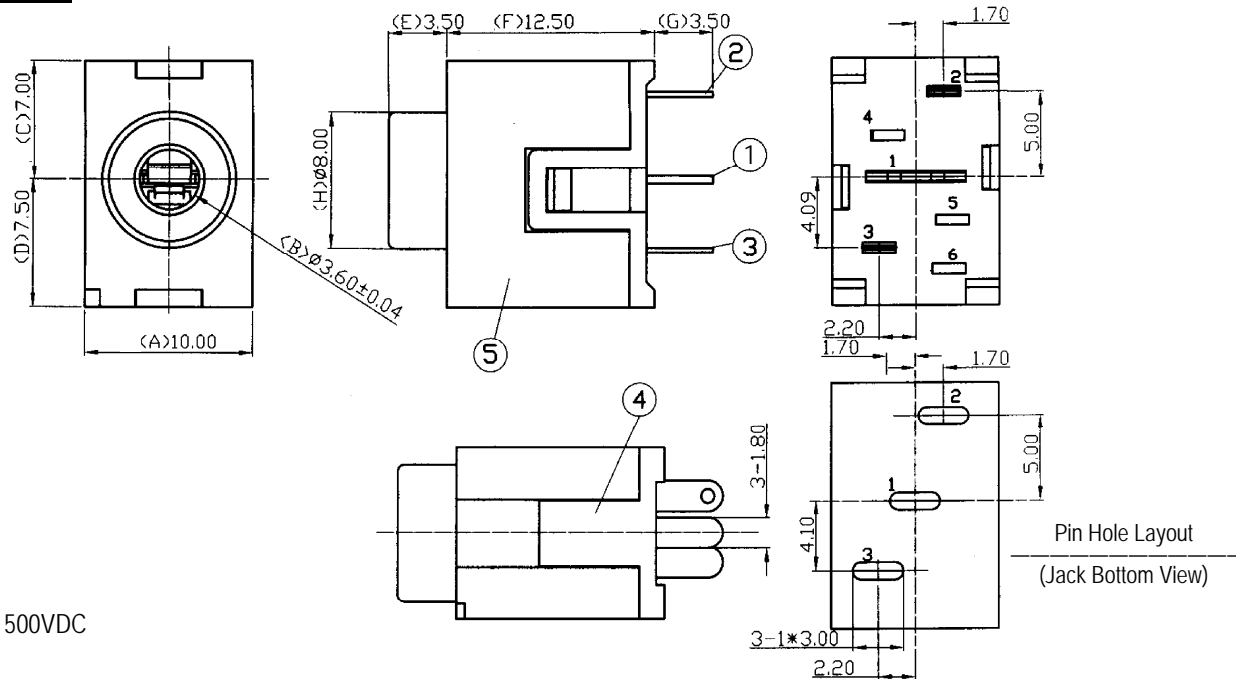 (E)3.50
(F)12.50
(G)3.50
1.70
(C)7.00
(D)7.50
(H)ø8.00
(B)ø3.60±0.04
(A)10.00
2
1
3
5
2
4
1
5
3
6
5.00
4.09
2.20
1.70
1.70
4
3-1.80
2
1
3
5.00
4.10
3-1*3.00
2.20
Pin Hole Layout
(Jack Bottom View)
500VDC